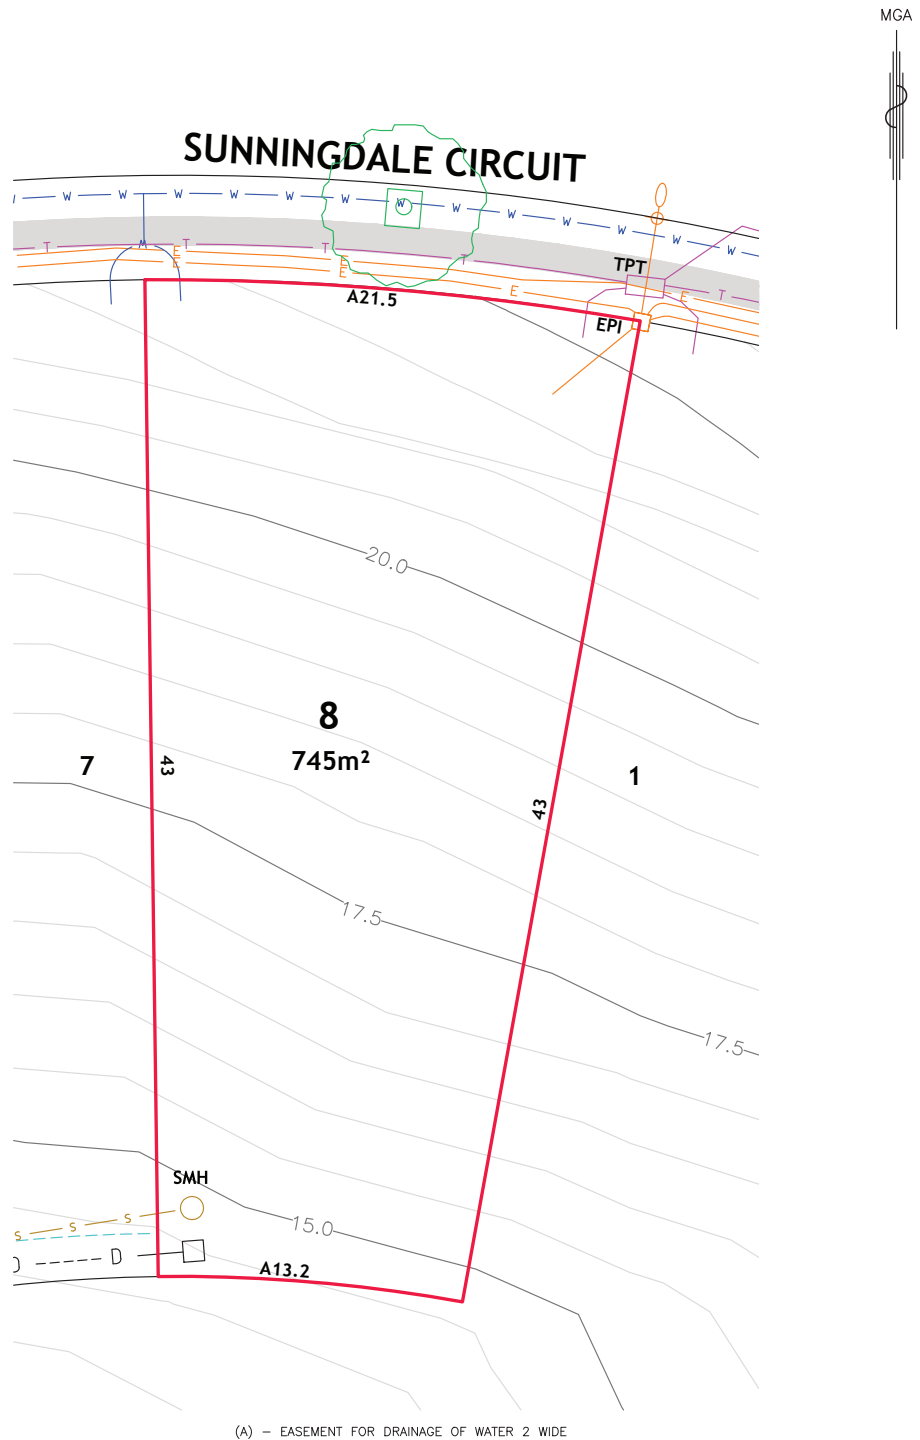 MGA
SUNNINGDALE CIRCUIT
W W W W W W W W W W W W W
T T T T T
M
E E
E E
E E
TPT
A21.5
EPI
20.0
8
745m²
7
43
1
43
17.5
17.5
SMH
S S S
15.0
D D
A13.2
(A) – EASEMENT FOR DRAINAGE OF WATER 2 WIDE